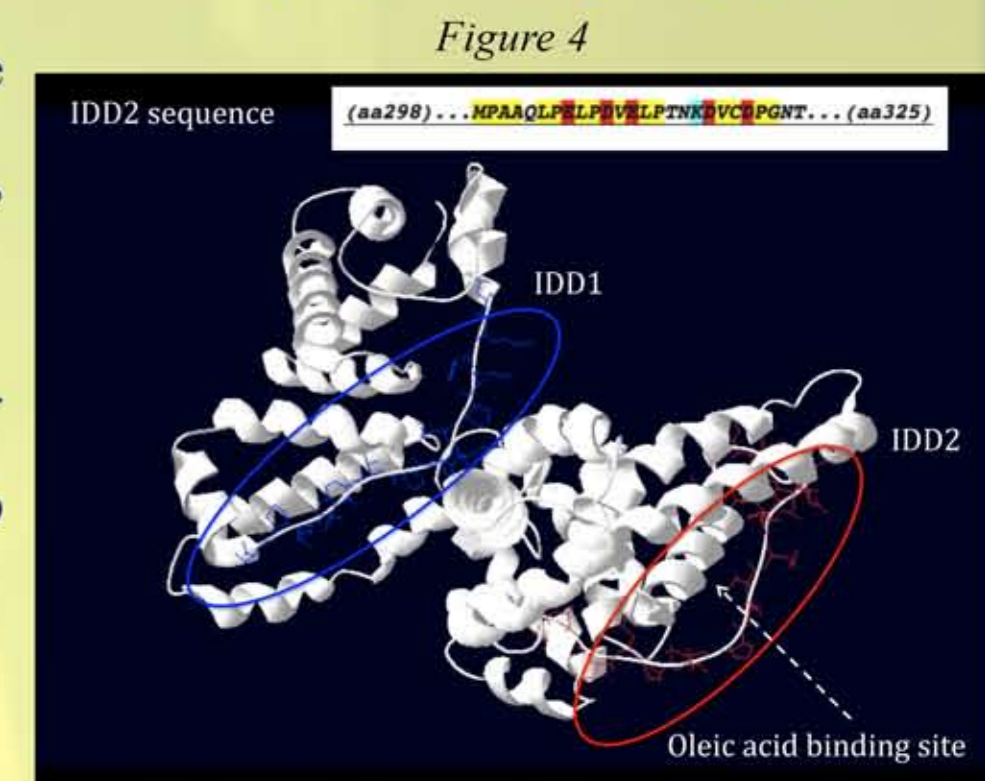 Figure 4
IDD2 sequence
(aa298)...MPAAQLPELPDVELPTNKDVCDPGNT...(aa325)
IDD1
IDD2
Oleic acid binding site